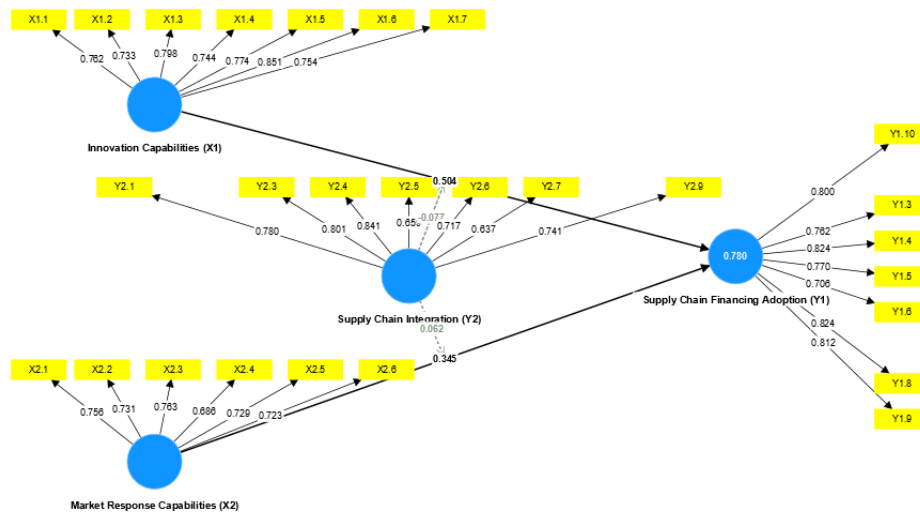 X1.1 X1.2 X1.3 X1.4 X1.5 X1.6 X1.7
0.762 0.733 0.798 0.744 0.774 0.851 0.754
Innovation Capabilities (X1)
Y2.1 Y2.3 Y2.4 Y2.5 0.504 Y2.6 Y2.7 Y2.9
0.780 0.801 0.841 -0.077 0.717 0.637 0.741
Supply Chain Integration (Y2)
0.062
0.345
X2.1 X2.2 X2.3 X2.4 X2.5 X2.6
0.756 0.731 0.763 0.686 0.729 0.723
Market Response Capabilities (X2)
Y1.10
0.800
Y1.3
0.762
Y1.4
0.824
0.780
0.770
Y1.5
0.706
Supply Chain Financing Adoption (Y1)
Y1.6
0.824
0.812
Y1.8
Y1.9